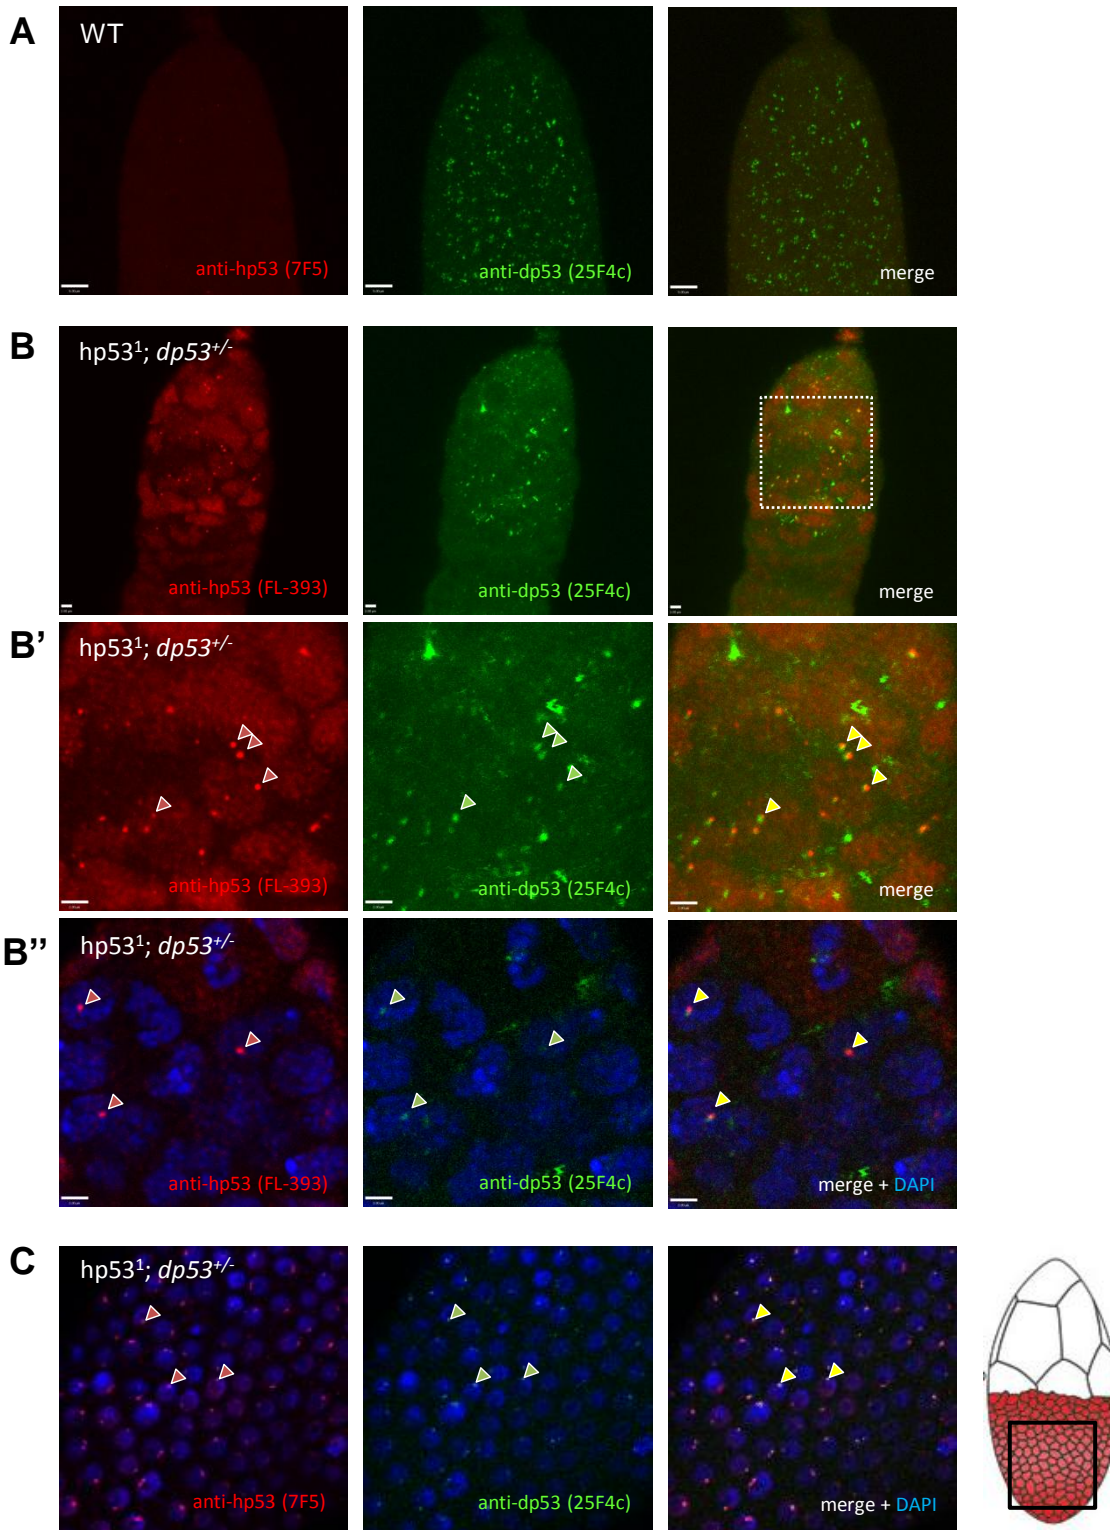 A
WT
anti-hp53 (7F5)
anti-dp53 (25F4c)
merge
B
hp53¹; dp53⁺/⁻
anti-hp53 (FL-393)
anti-dp53 (25F4c)
merge
B’
hp53¹; dp53⁺/⁻
anti-hp53 (FL-393)
anti-dp53 (25F4c)
merge
B”
hp53¹; dp53⁺/⁻
anti-hp53 (FL-393)
anti-dp53 (25F4c)
merge + DAPI
C
hp53¹; dp53⁺/⁻
anti-hp53 (7F5)
anti-dp53 (25F4c)
merge + DAPI